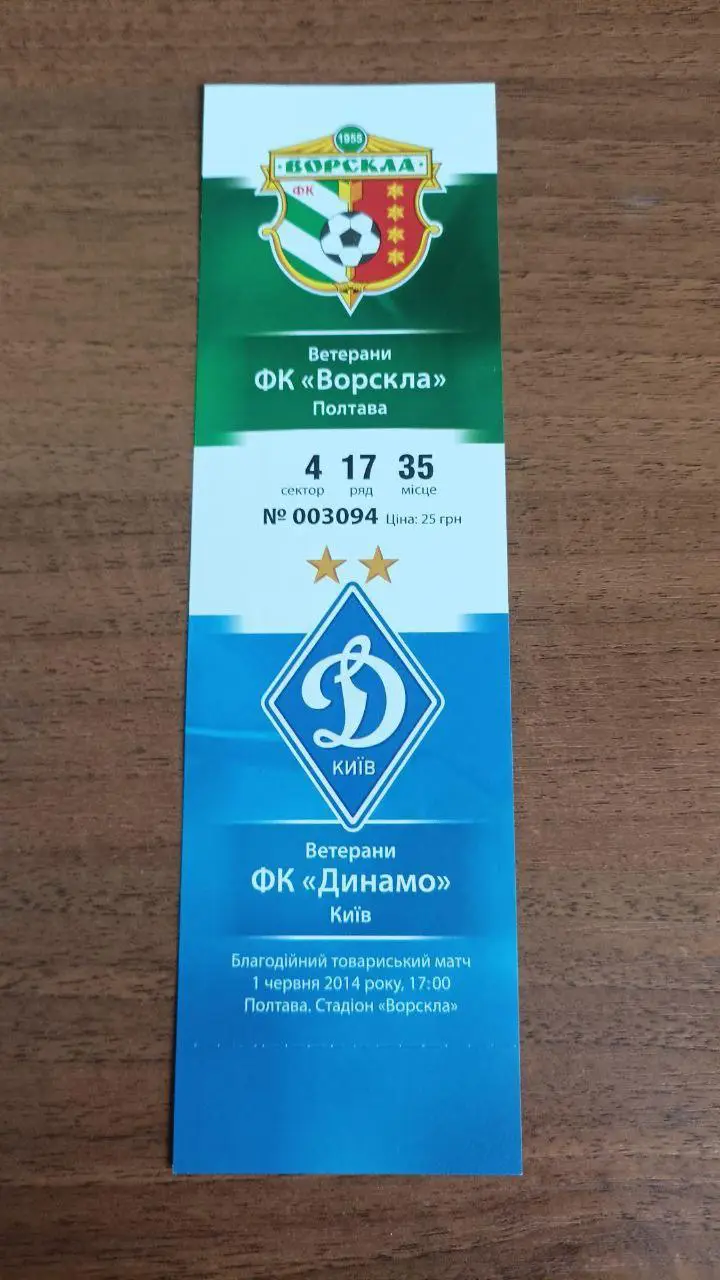 1955
ВОРСКЛА
ФК
Ветерани
ФК «Ворскла»
Полтава
4 17 35
сектор ряд місце
№ 003094 Ціна: 25 грн
Д
КИЇВ
Ветерани
ФК «Динамо»
Київ
Благодійний товариський матч
1 червня 2014 року, 17:00
Полтава. Стадіон «Ворскла»